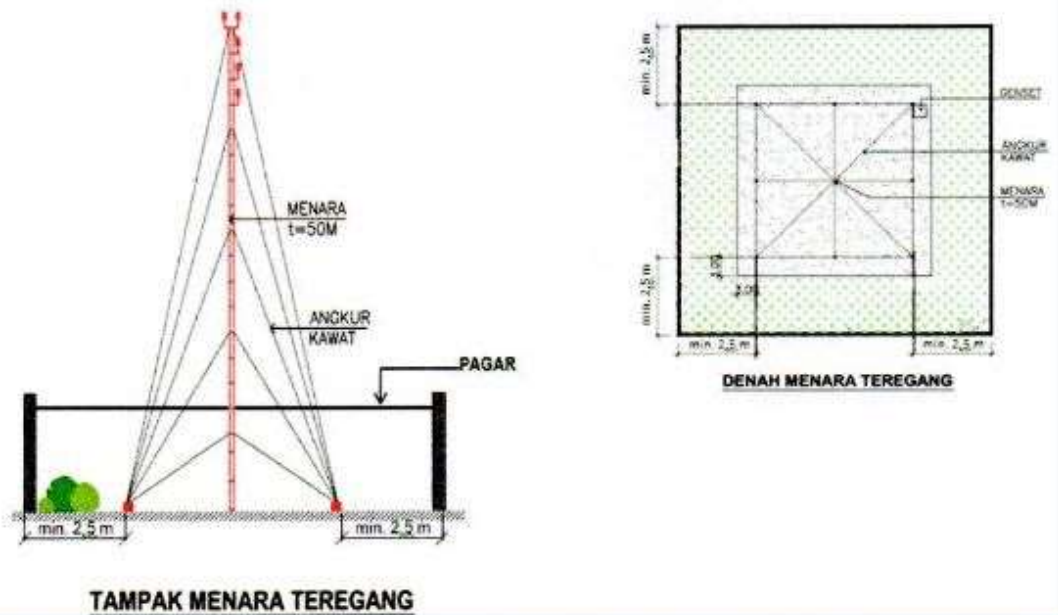 MENARA
t=50M
ANGKUR
KAWAT
PAGAR
min. 2,5 m
min. 2,5 m
TAMPAK MENARA TEREGANG
min. 2,5 m
min. 2,5 m
GENSET
ANGKUR
KAWAT
MENARA
t=50M
min. 2,5 m
min. 2,5 m
DENAH MENARA TEREGANG